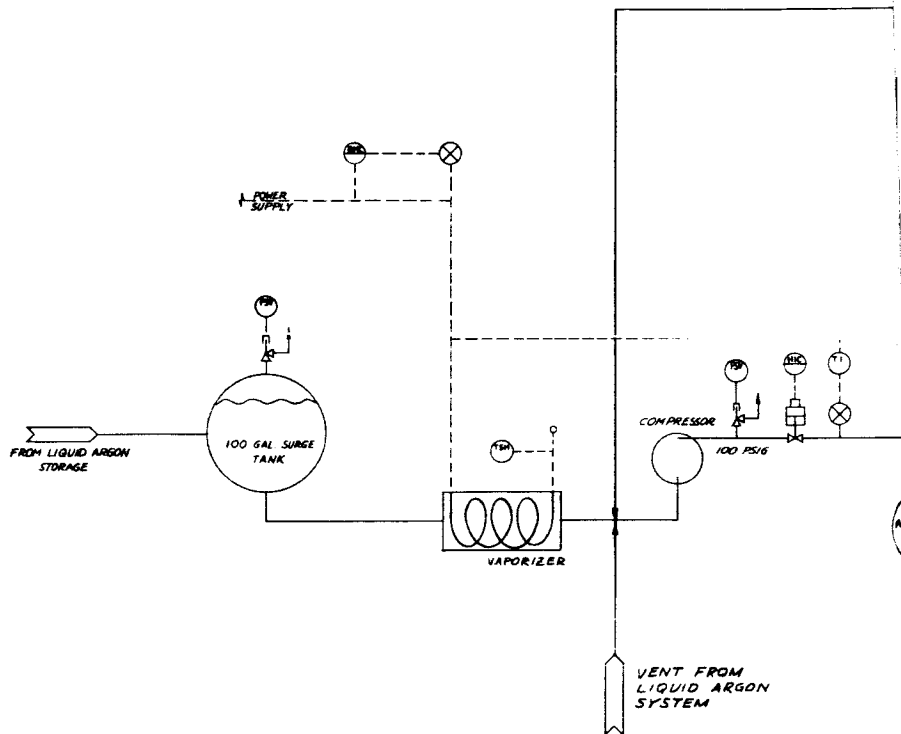 POWER
SUPPLY
PSV
100 GAL. SURGE
TANK
FROM LIQUID ARGON
STORAGE
TSH
VAPORIZER
COMPRESSOR
PSV
HIC
TI
100 PSIG
VENT FROM
LIQUID ARGON
SYSTEM